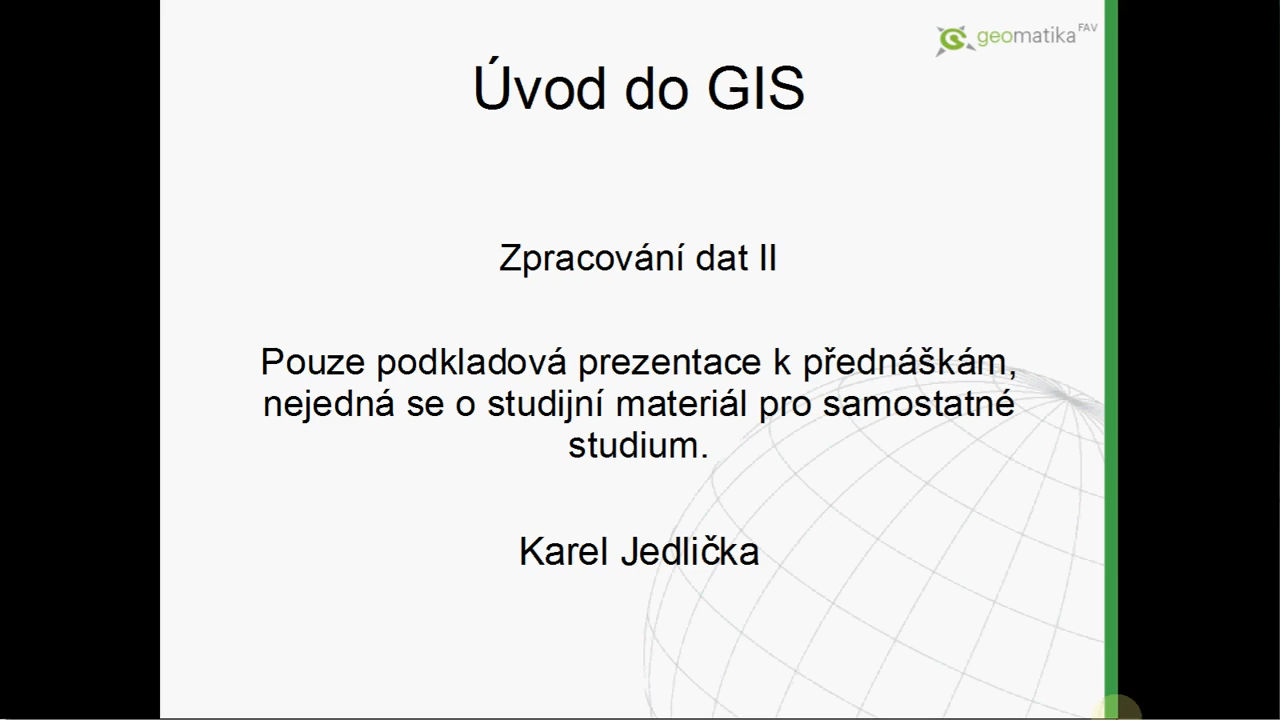 geomatika FAV
Úvod do GIS
Zpracování dat II
Pouze podkladová prezentace k přednáškám,
nejedná se o studijní materiál pro samostatné
studium.
Karel Jedlička